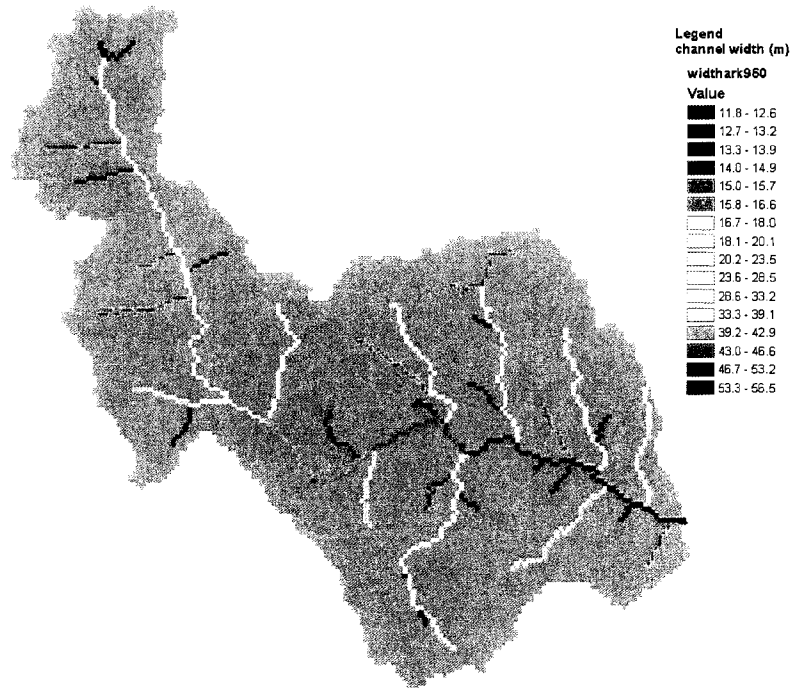 Legend
channel width (m)
widthark960
Value
11.8 - 12.6
12.7 - 13.2
13.3 - 13.9
14.0 - 14.9
15.0 - 15.7
15.8 - 16.6
16.7 - 18.0
18.1 - 20.1
20.2 - 23.5
23.6 - 28.5
28.6 - 33.2
33.3 - 39.1
39.2 - 42.9
43.0 - 46.6
46.7 - 53.2
53.3 - 56.5